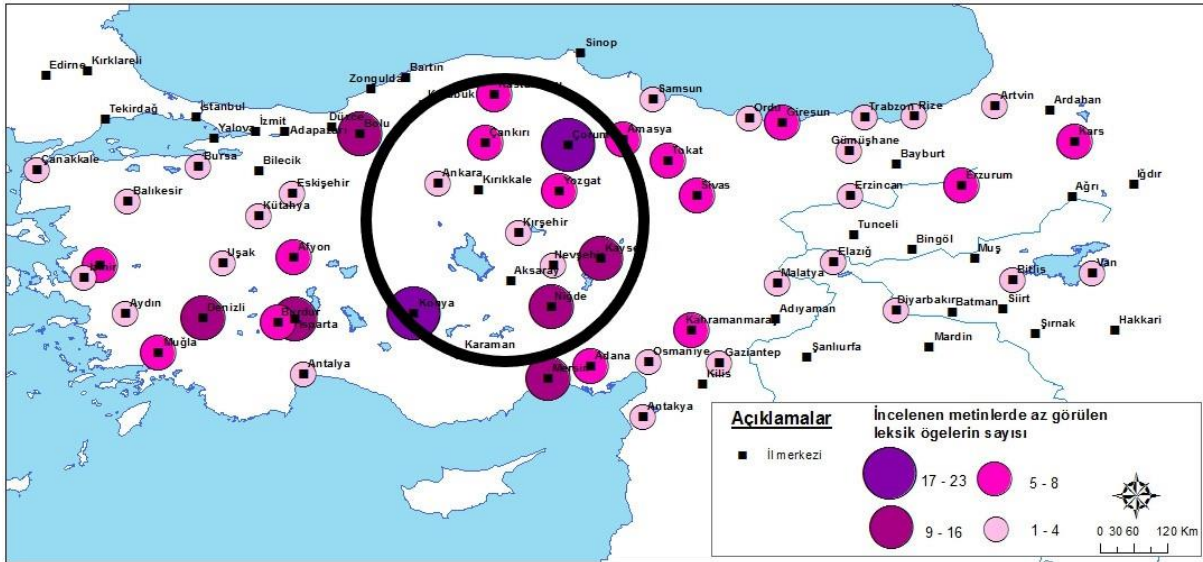 Sinop
Edirne
Kırklareli
Bartın
Tekirdağ
İstanbul
Yalova
İzmit
Adapazarı
Düzce
Bolu
Samsun
Ordu
Giresun
Trabzon
Rize
Artvin
Ardahan
Kars
Çankırı
Çorum
Amasya
Tokat
Gümüşhane
Bayburt
Çanakkale
Bursa
Bilecik
Balıkesir
Eskişehir
Kütahya
Ankara
Kırıkkale
Yozgat
Sivas
Erzincan
Erzurum
Ağrı
Iğdır
Kırşehir
Tunceli
Bingöl
Muş
Uşak
Afyon
Elazığ
Bitlis
Van
Aksaray
Malatya
Adıyaman
Diyarbakır
Batman
Siirt
Şırnak
Hakkari
Aydın
Denizli
Burdur
Isparta
Konya
Niğde
Karaman
Kahramanmaraş
Mardin
Şanlıurfa
Muğla
Antalya
Mersin
Adana
Osmaniye
Gaziantep
Kilis
Antakya
Açıklamalar
İl merkezi
İncelenen metinlerde az görülen
leksik ögelerin sayısı
17 - 23
5 - 8
9 - 16
1 - 4
0 30 60 120 Km